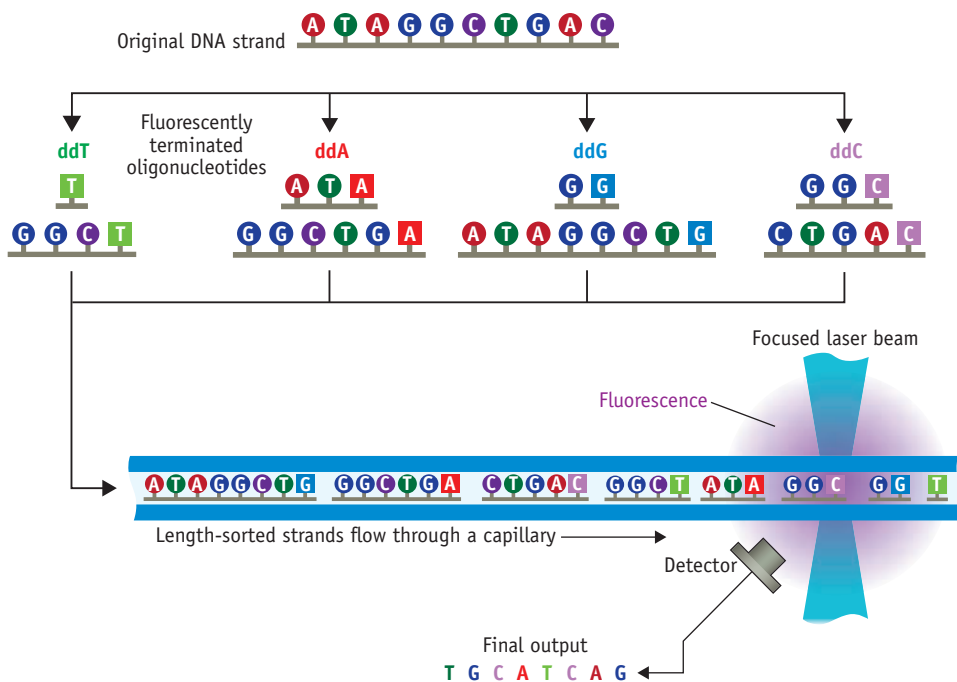 Original DNA strand
A T A G G C T G A C
Fluorescently
terminated
oligonucleotides
ddT
ddA
ddG
ddC
T
A T A
G G
G G C
G G C T
G G C T G A
A T A G G C T G
C T G A C
Focused laser beam
Fluorescence
A T A G G C T G G G C T G A C T G A C G G C T A T A G G C G G T
Length-sorted strands flow through a capillary
Detector
Final output
T G C A T C A G